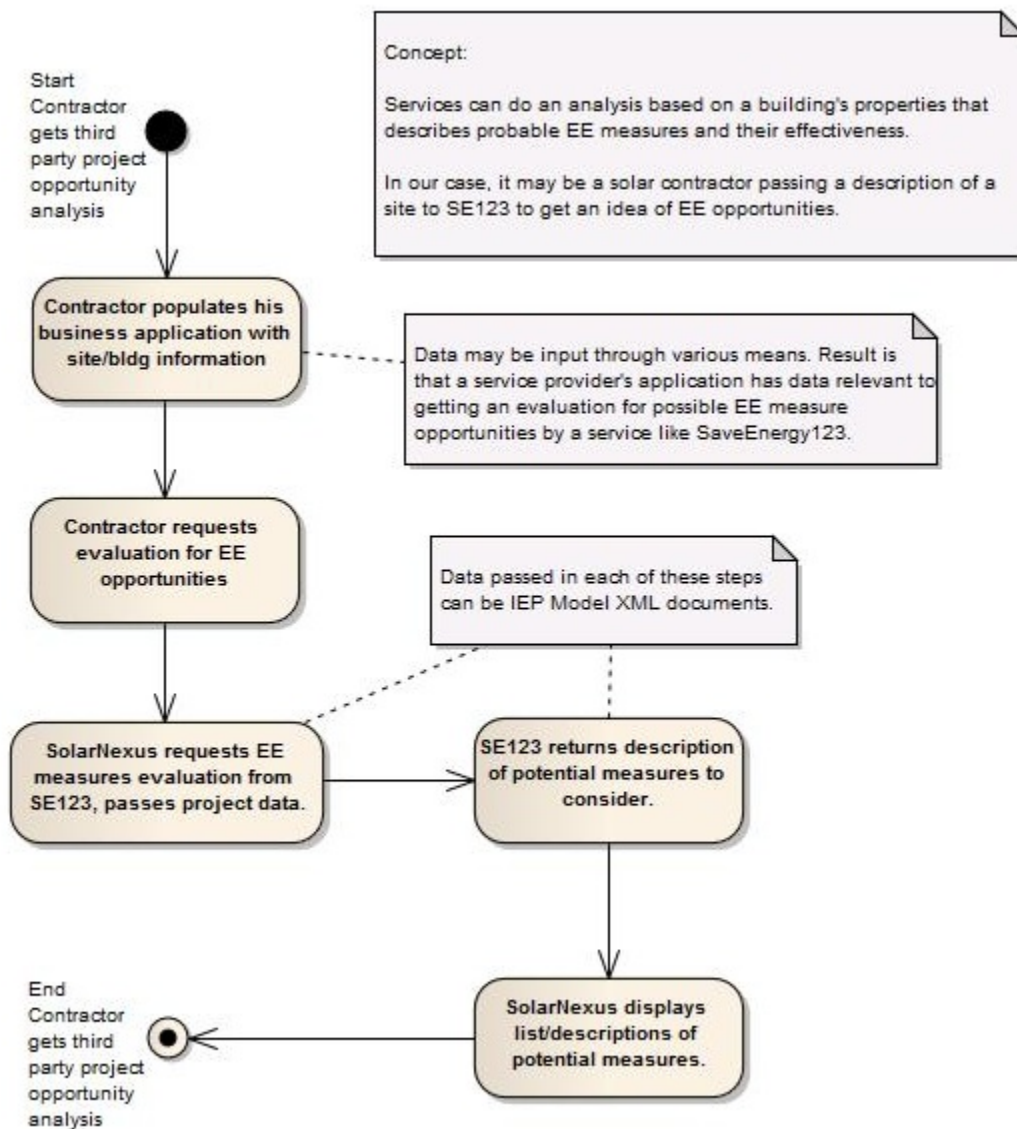 Start
Contractor
gets third
party project
opportunity
analysis
Concept:
Services can do an analysis based on a building's properties that
describes probable EE measures and their effectiveness.
In our case, it may be a solar contractor passing a description of a
site to SE123 to get an idea of EE opportunities.
Contractor populates his
business application with
site/bldg information
Data may be input through various means. Result is
that a service provider's application has data relevant to
getting an evaluation for possible EE measure
opportunities by a service like SaveEnergy123.
Contractor requests
evaluation for EE
opportunities
Data passed in each of these steps
can be IEP Model XML documents.
SolarNexus requests EE
measures evaluation from
SE123, passes project data.
SE123 returns description
of potential measures to
consider.
SolarNexus displays
list/descriptions of
potential measures.
End
Contractor
gets third
party project
opportunity
analysis